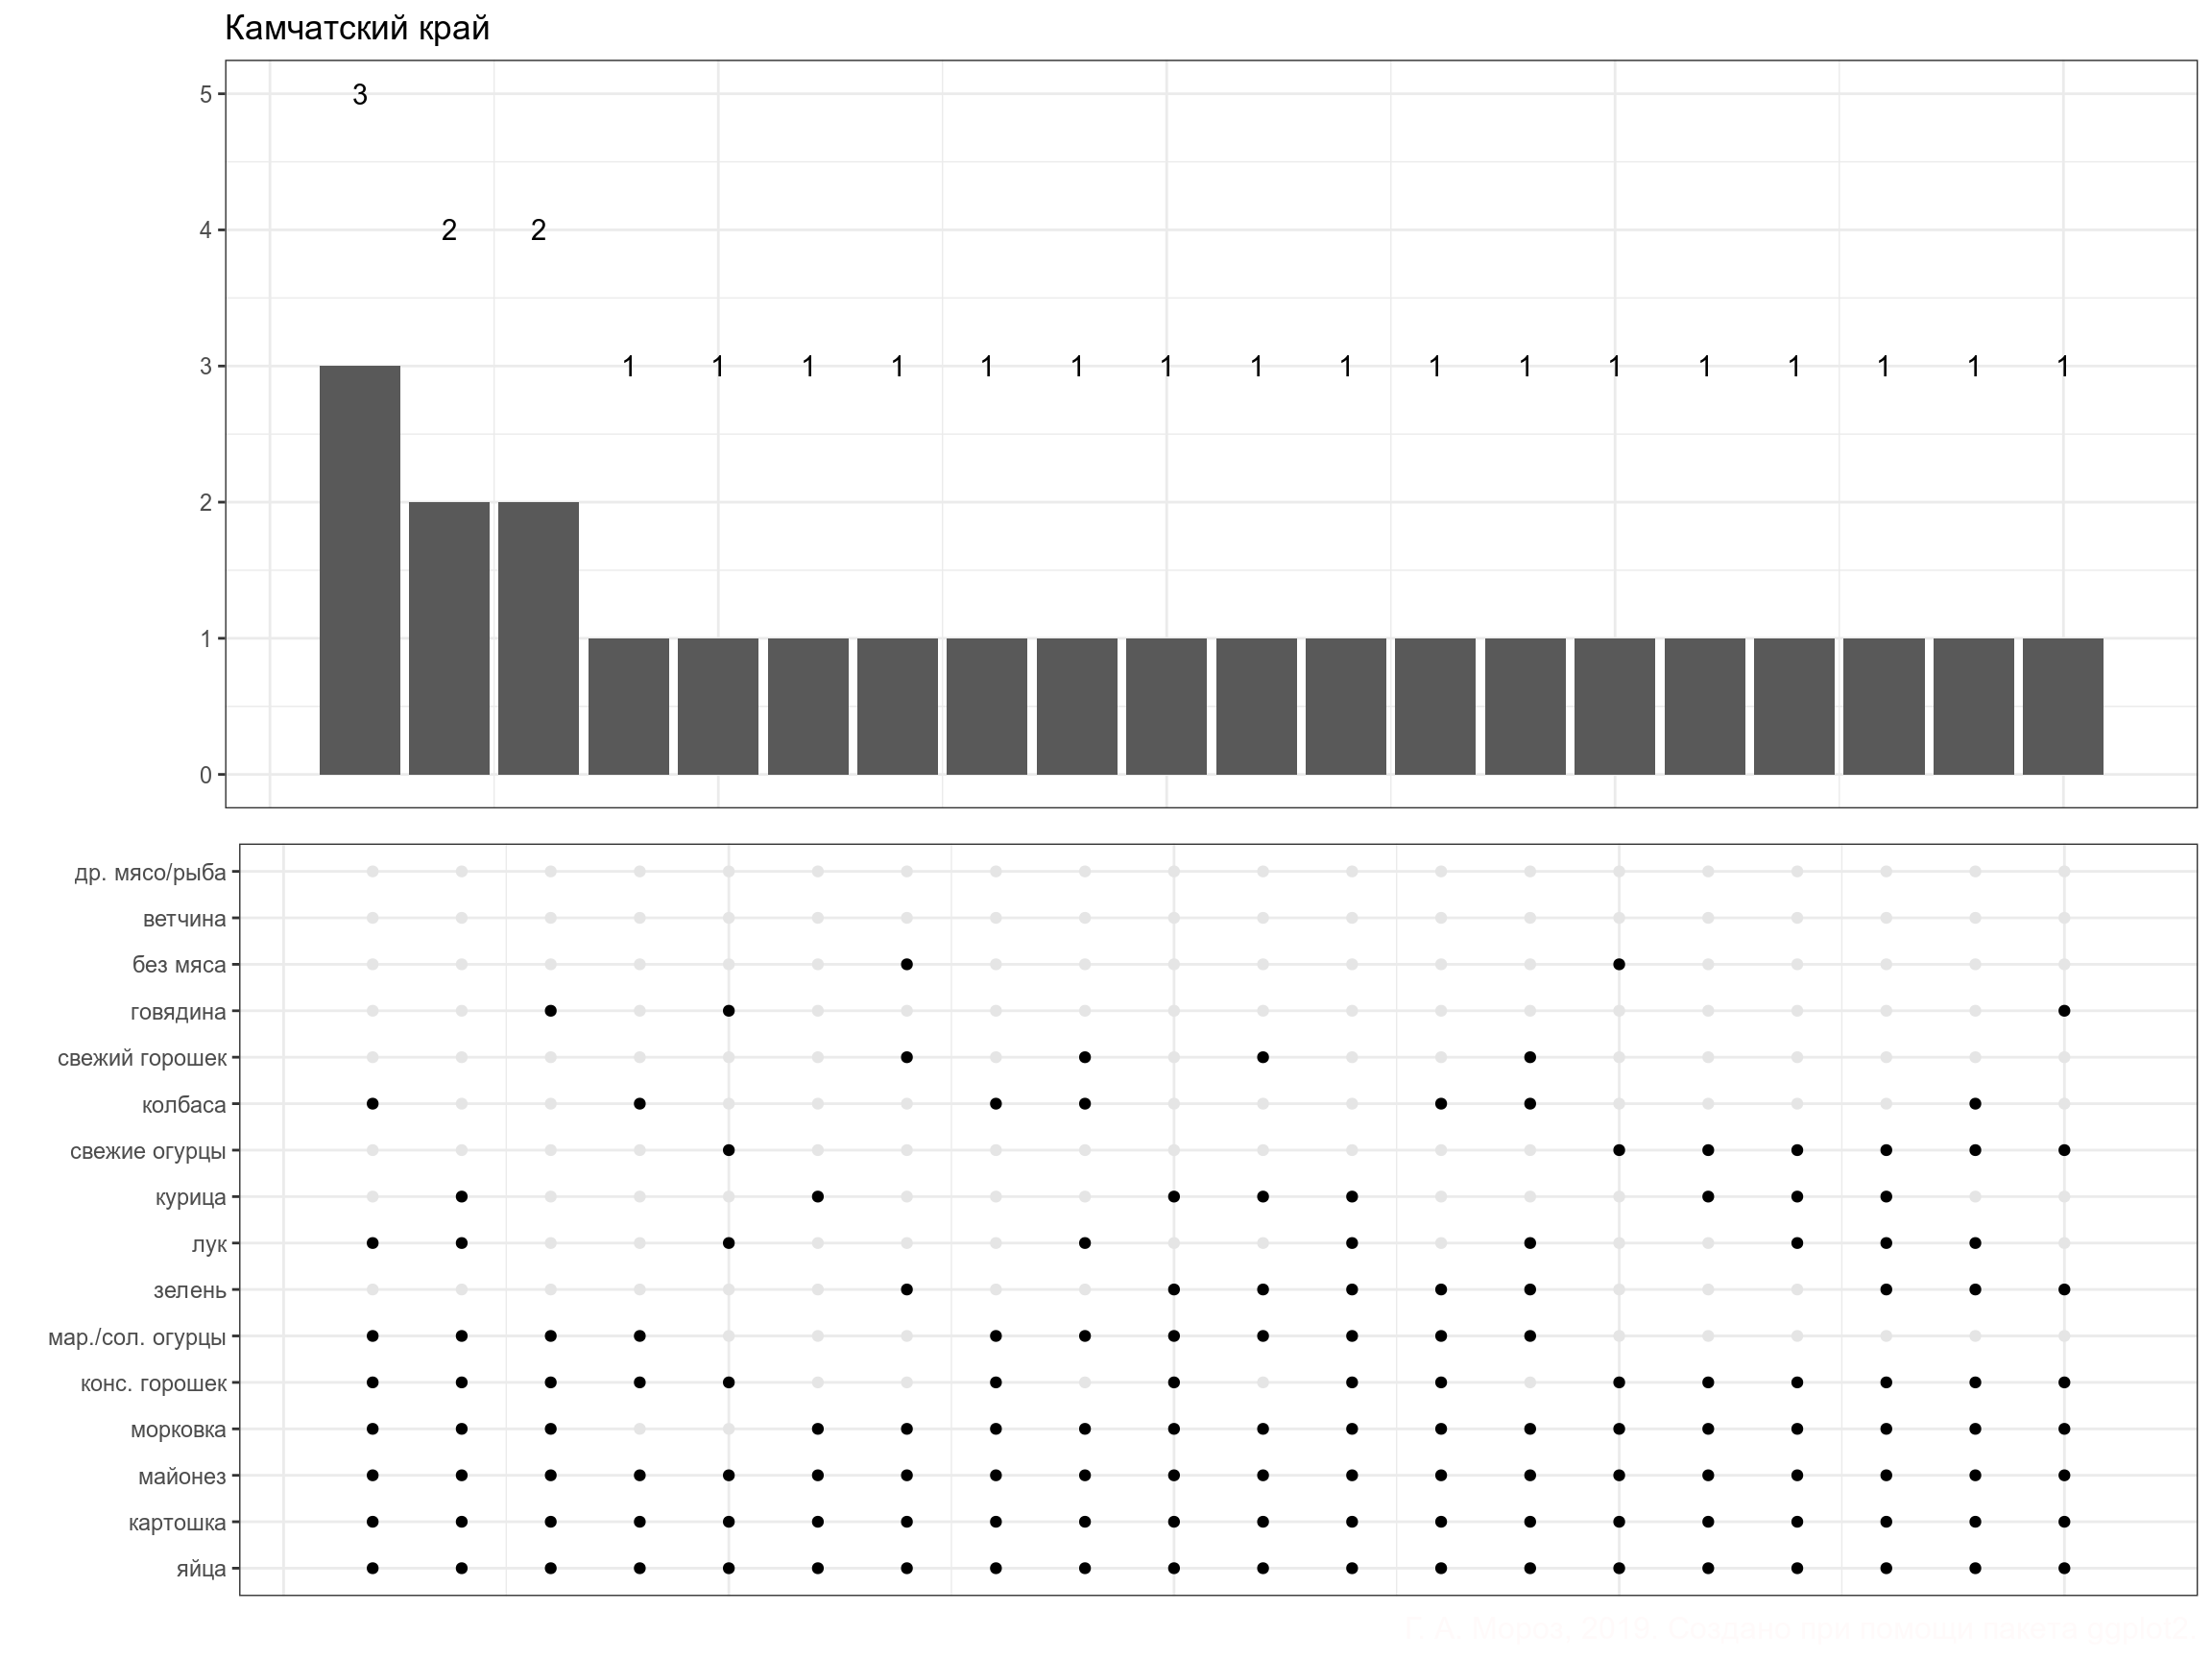 Камчатский край
5
4
3
2
1
0
3
2 2
1 1 1 1 1 1 1 1 1 1 1 1 1 1 1 1 1
др. мясо/рыба
ветчина
без мяса
говядина
свежий горошек
колбаса
свежие огурцы
курица
лук
зелень
мар./сол. огурцы
конс. горошек
морковка
майонез
картошка
яйца
Г. А. Мороз, 2019. Создано при помощи пакета ggplot2.